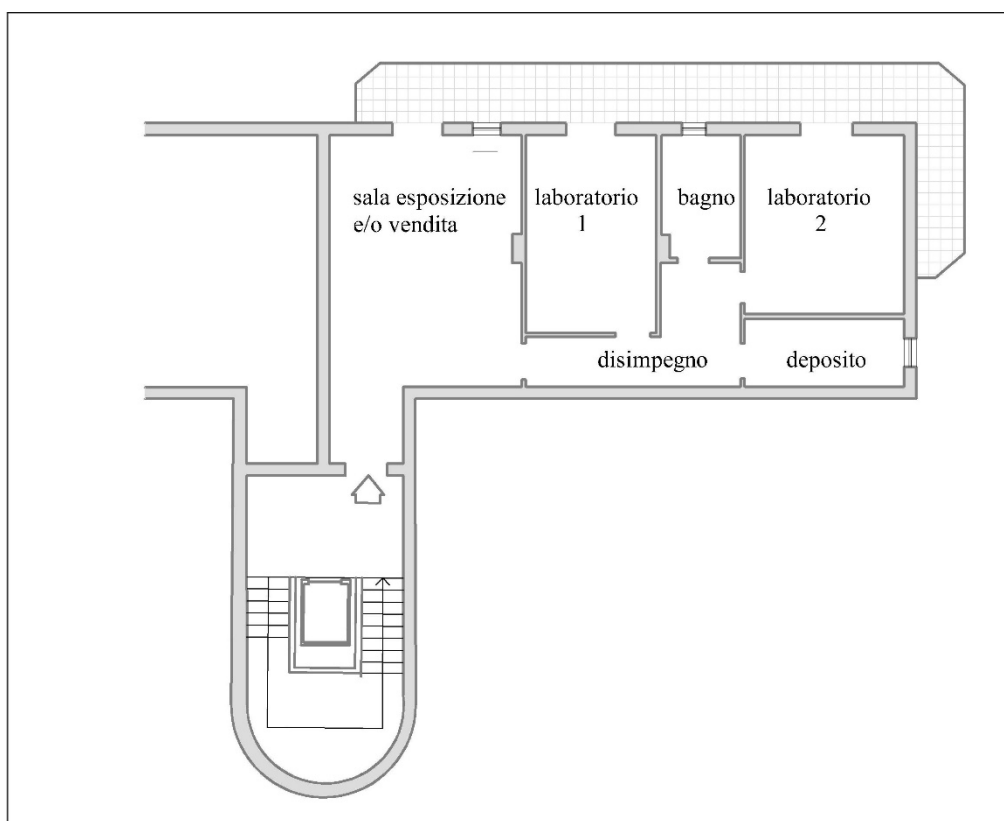 sala esposizione
e/o vendita
laboratorio
1
bagno
laboratorio
2
disimpegno
deposito